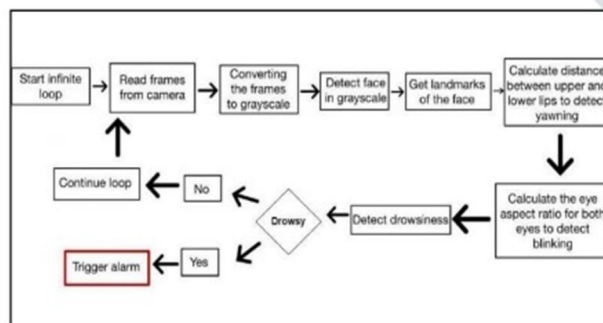 Start infinite
loop
Read frames
from camera
Converting
the frames
to grayscale
Detect face
in grayscale
Get landmarks
of the face
Calculate distance
between upper and
lower lips to detect
yawning
Calculate the eye
aspect ratio for both
eyes to detect
blinking
Detect drowsiness
Drowsy
No
Continue loop
Yes
Trigger alarm